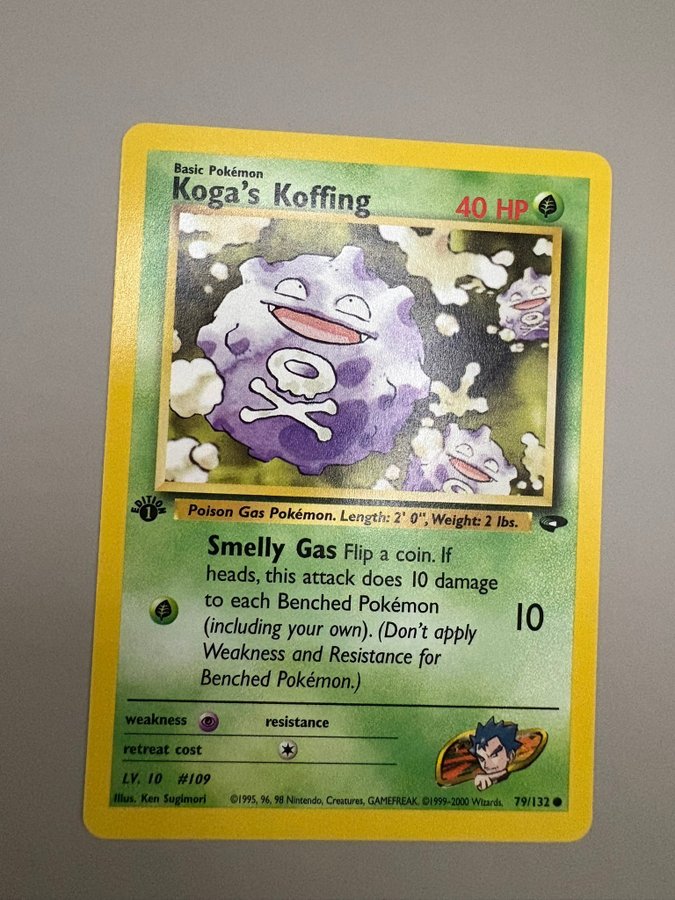 Basic Pokémon
Koga's Koffing
40 HP
EDITION
1
Poison Gas Pokémon. Length: 2' 0", Weight: 2 lbs.
Smelly Gas Flip a coin. If
heads, this attack does 10 damage
to each Benched Pokémon
(including your own). (Don't apply
Weakness and Resistance for
Benched Pokémon.)
10
weakness
resistance
retreat cost
LV. 10 #109
Illus. Ken Sugimori
©1995, 96, 98 Nintendo, Creatures, GAMEFREAK. ©1999-2000 Wizards.
79/132